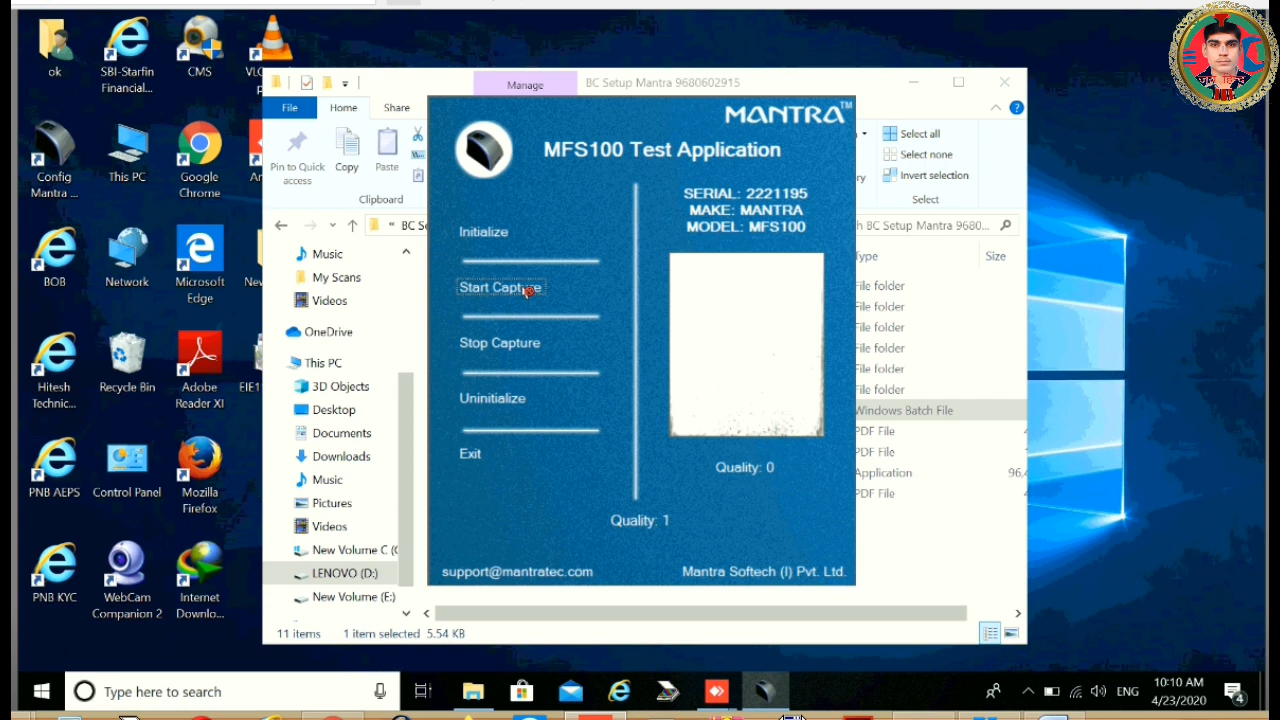 ok
SBI-Starfin
Financial...
CMS
VLC
p
Config
Mantra ...
This PC
Google
Chrome
BOB
Network
Microsoft
Edge
Hitesh
Technic...
Recycle Bin
Adobe
Reader XI
PNB AEPS
Control Panel
Mozilla
Firefox
PNB KYC
WebCam
Companion 2
Internet
Downlo...
Manage
BC Setup Mantra 9680602915
File
Home
Share
Pin to Quick
access
Copy
Paste
Clipboard
Select all
Select none
Invert selection
Select
h BC Setup Mantra 9680...
Type
Size
Music
My Scans
Videos
OneDrive
This PC
3D Objects
Desktop
Documents
Downloads
Music
Pictures
Videos
New Volume C (
LENOVO (D:)
New Volume (E:)
File folder
File folder
File folder
File folder
File folder
File folder
Windows Batch File
PDF File
PDF File
Application
96,4
PDF File
11 items
1 item selected
5.54 KB
MANTRA™
MFS100 Test Application
SERIAL: 2221195
MAKE: MANTRA
MODEL: MFS100
Initialize
Start Capture
Stop Capture
Uninitialize
Exit
Quality: 0
Quality: 1
support@mantratec.com
Mantra Softech (I) Pvt. Ltd.
Type here to search
ENG
10:10 AM
4/23/2020
4